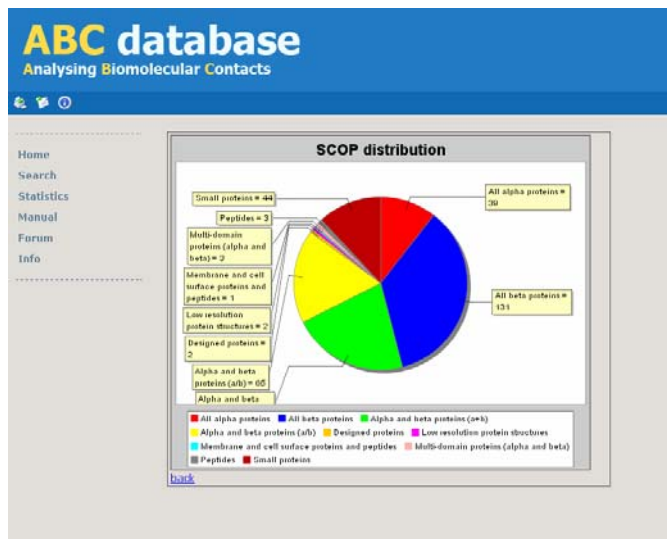 ABC database
Analysing Biomolecular Contacts
Home
Search
Statistics
Manual
Forum
Info
SCOP distribution
Small proteins = 44
Peptides = 3
Multi-domain
proteins (alpha and
beta) = 2
Membrane and cell
surface proteins and
peptides = 1
Low resolution
protein structures = 2
Designed proteins =
2
Alpha and beta
proteins (a/b) = 65
Alpha and beta
All alpha proteins =
39
All beta proteins =
131
All alpha proteins All beta proteins Alpha and beta proteins (a+b)
Alpha and beta proteins (a/b) Designed proteins Low resolution protein structures
Membrane and cell surface proteins and peptides Multi-domain proteins (alpha and beta)
Peptides Small proteins
back